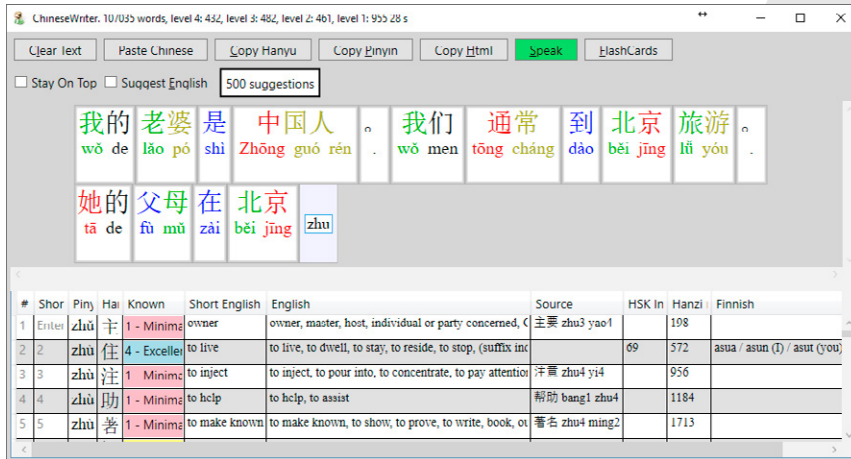 ChineseWriter. 107035 words, level 4: 432, level 3: 482, level 2: 461, level 1: 955 28 s
Clear Text Paste Chinese Copy Hanyu Copy Pinyin Copy Html Speak FlashCards
Stay On Top Suggest English 500 suggestions
我的 老婆 是 中国人 。 我们 通常 到 北京 旅游 。
wǒ de lǎo pó shì Zhōng guó rén . wǒ men tōng cháng dào běi jīng lǚ yóu .
她的 父母 在 北京
tā de fù mǔ zài běi jīng zhu
# Shor Piny Han Known Short English English Source HSK In Hanzi Finnish
1 Enter zhǔ 主 1 - Minima owner owner, master, host, individual or party concerned, 主要 zhu3 yao4 198
2 2 zhù 住 4 - Excellen to live to live, to dwell, to stay, to reside, to stop, (suffix inc 69 572 asua / asun (I) / asut (you)
3 3 zhù 注 1 - Minima to inject to inject, to pour into, to concentrate, to pay attention 注意 zhu4 yi4 956
4 4 zhù 助 1 - Minima to help to help, to assist 帮助 bang1 zhu4 1184
5 5 zhù 著 1 - Minima to make known to make known, to show, to prove, to write, book, ou 著名 zhu4 ming2 1713